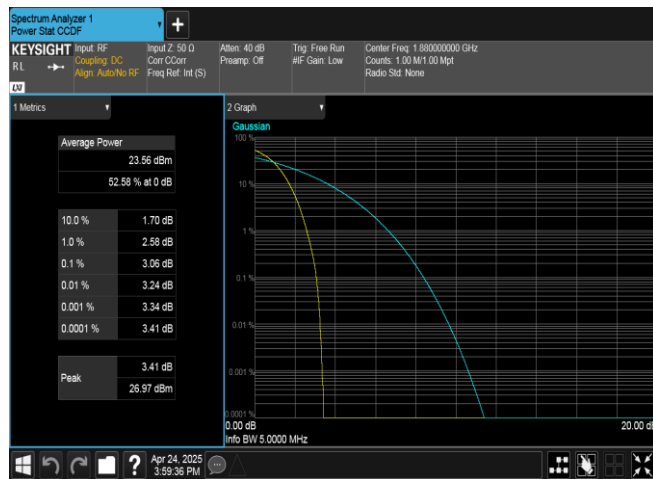 Spectrum Analyzer 1
Power Stat CCDF
KEYSIGHT
RL
LXI
Input: RF
Coupling: DC
Align: Auto/No RF
Input Z: 50 Ω
Corr CCorr
Freq Ref: Int (S)
Atten: 40 dB
Preamp: Off
Trig: Free Run
#IF Gain: Low
Center Freq: 1.880000000 GHz
Counts: 1.00 M/1.00 Mpt
Radio Std: None
1 Metrics
Average Power
23.56 dBm
52.58 % at 0 dB
10.0 % 1.70 dB
1.0 % 2.58 dB
0.1 % 3.06 dB
0.01 % 3.24 dB
0.001 % 3.34 dB
0.0001 % 3.41 dB
Peak
3.41 dB
26.97 dBm
2 Graph
Gaussian
100 %
10 %
1 %
0.1 %
0.01 %
0.001 %
0.0001 %
0.00 dB
20.00 d
Info BW 5.0000 MHz
Apr 24, 2025
3:59:36 PM